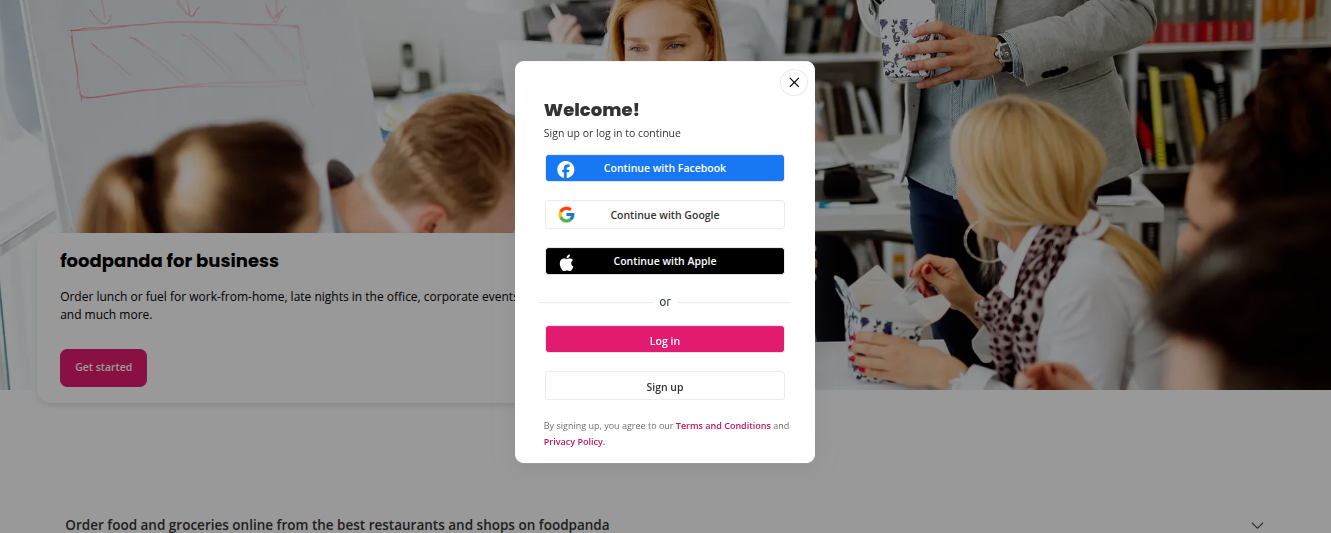 Welcome!
Sign up or log in to continue
Continue with Facebook
Continue with Google
Continue with Apple
or
Log in
Sign up
By signing up, you agree to our Terms and Conditions and
Privacy Policy.
foodpanda for business
Order lunch or fuel for work-from-home, late nights in the office, corporate events
and much more.
Get started
Order food and groceries online from the best restaurants and shops on foodpanda